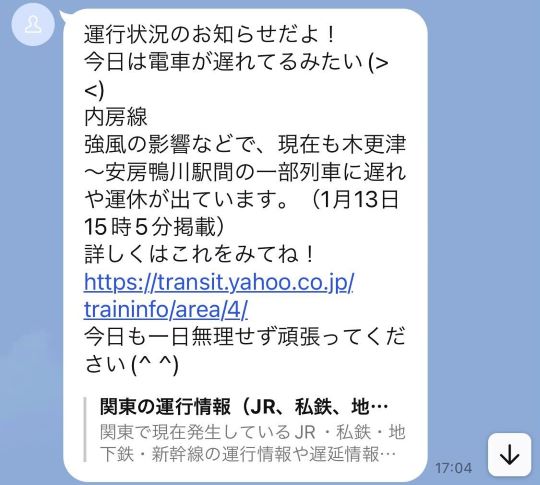 運行状況のお知らせだよ！
今日は電車が遅れてるみたい(>
<)
内房線
強風の影響などで、現在も木更津
〜安房鴨川駅間の一部列車に遅れ
や運休が出ています。（1月13日
15時5分掲載）
詳しくはこれをみてね！
https://transit.yahoo.co.jp/
traininfo/area/4/
今日も一日無理せず頑張ってくだ
さい(^ ^)
関東の運行情報（JR、私鉄、地…
関東で現在発生しているJR・私鉄・地
下鉄・新幹線の運行情報や遅延情報…
17:04